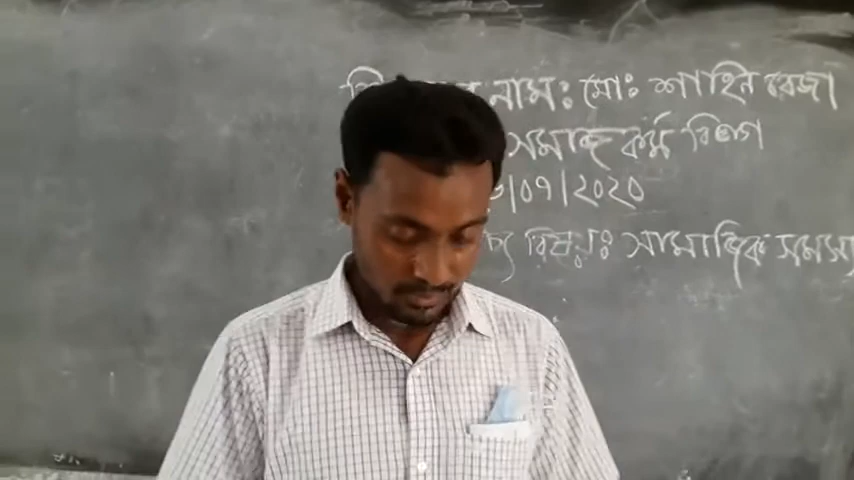 নাম: মোঃ শাহিন রেজা
সমাজকর্ম বিভাগ
০৭|২০২০
বিষয়ঃ সামাজিক সমস্যা